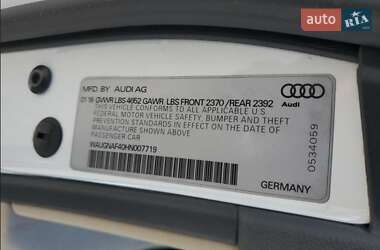 auto RIA
MFD. BY AUDI AG
01·16 GVWR LBS 4652 GAWR LBS FRONT 2370 /REAR 2392
THIS VEHICLE CONFORMS TO ALL APPLICABLE U.S.
FEDERAL MOTOR VEHICLE SAFETY, BUMPER AND THEFT
PREVENTION STANDARDS IN EFFECT ON THE DATE OF
MANUFACTURE SHOWN ABOVE.
PASSENGER CAR
WAUGNAF40HN007719
GERMANY
Audi
0534059